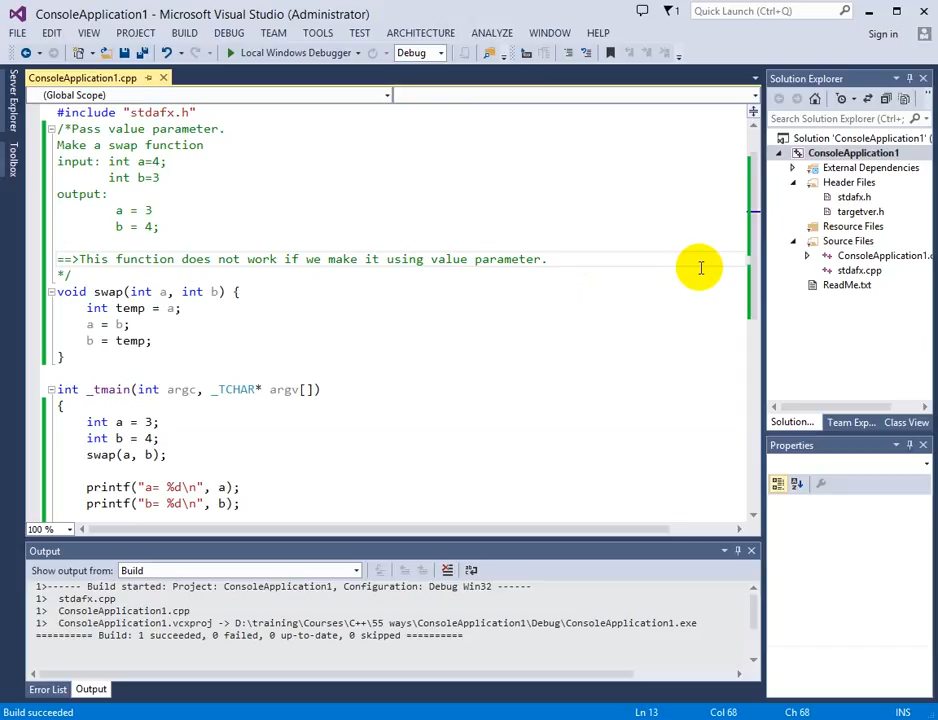 ConsoleApplication1 - Microsoft Visual Studio (Administrator)
1
Quick Launch (Ctrl+Q)
FILE EDIT VIEW PROJECT BUILD DEBUG TEAM TOOLS TEST ARCHITECTURE ANALYZE WINDOW HELP
Sign in
Local Windows Debugger
Debug
Server Explorer
Toolbox
ConsoleApplication1.cpp
(Global Scope)
#include "stdafx.h"
/*Pass value parameter.
Make a swap function
input: int a=4;
int b=3
output:
a = 3
b = 4;
==>This function does not work if we make it using value parameter.
*/
void swap(int a, int b) {
int temp = a;
a = b;
b = temp;
}
int _tmain(int argc, _TCHAR* argv[])
{
int a = 3;
int b = 4;
swap(a, b);
printf("a= %d\n", a);
printf("b= %d\n", b);
100 %
Solution Explorer
Search Solution Explorer (Ctrl+;
Solution 'ConsoleApplication1'
ConsoleApplication1
External Dependencies
Header Files
stdafx.h
targetver.h
Resource Files
Source Files
ConsoleApplication1.c
stdafx.cpp
ReadMe.txt
Solution... Team Exp... Class View
Properties
Output
Show output from: Build
1>------ Build started: Project: ConsoleApplication1, Configuration: Debug Win32 ------
1> stdafx.cpp
1> ConsoleApplication1.cpp
1> ConsoleApplication1.vcxproj -> D:\training\Courses\C++\55 ways\ConsoleApplication1\Debug\ConsoleApplication1.exe
========== Build: 1 succeeded, 0 failed, 0 up-to-date, 0 skipped ==========
Error List Output
Build succeeded
Ln 13 Col 68 Ch 68 INS